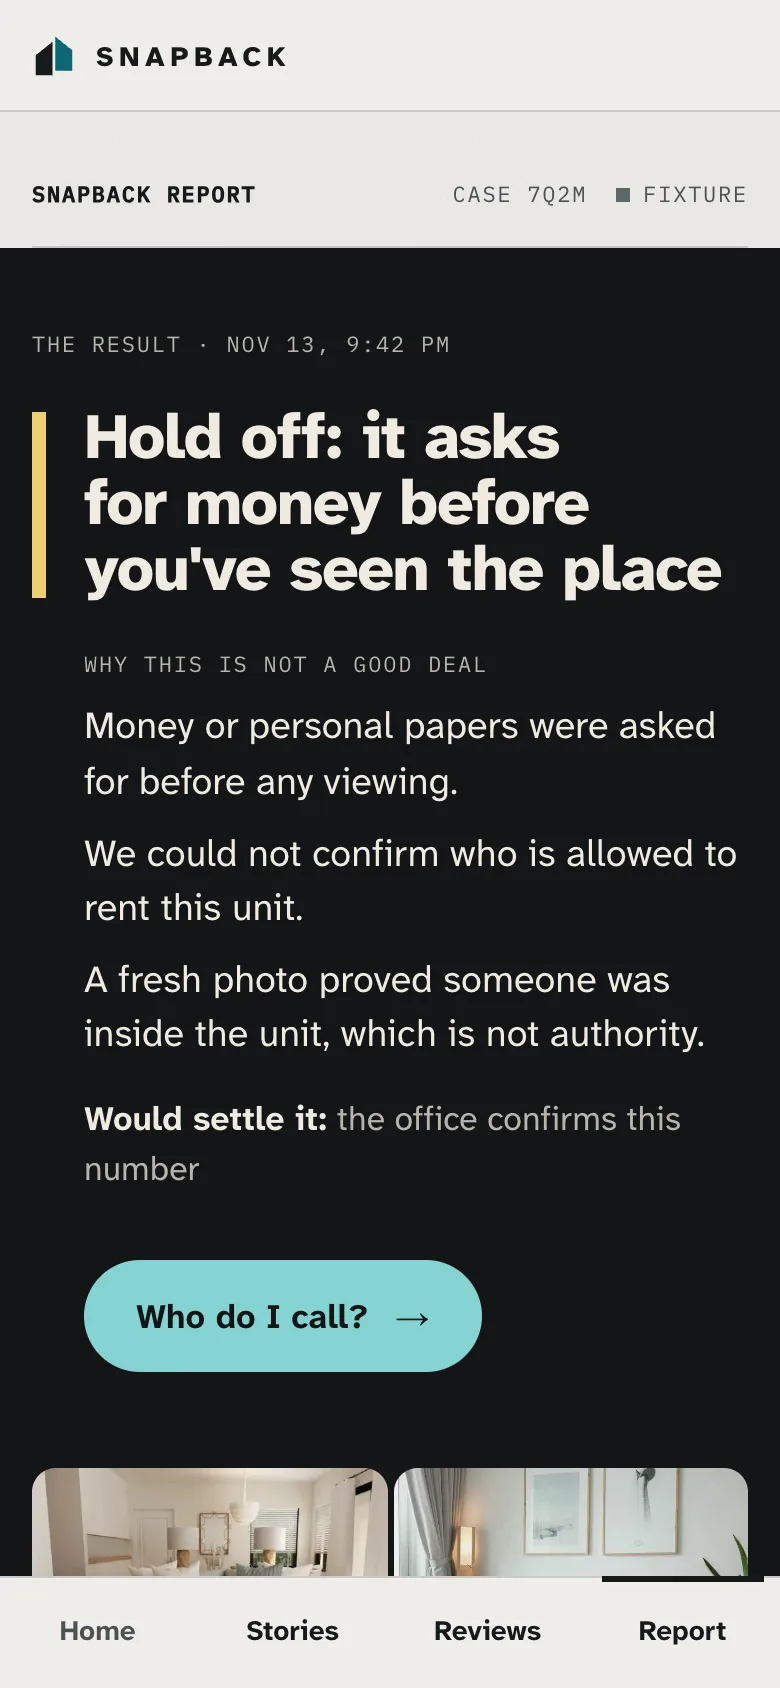 SNAPBACK
SNAPBACK REPORT CASE 7Q2M FIXTURE
THE RESULT · NOV 13, 9:42 PM
Hold off: it asks
for money before
you've seen the place
WHY THIS IS NOT A GOOD DEAL
Money or personal papers were asked
for before any viewing.
We could not confirm who is allowed to
rent this unit.
A fresh photo proved someone was
inside the unit, which is not authority.
Would settle it: the office confirms this
number
Who do I call? →
Home Stories Reviews Report